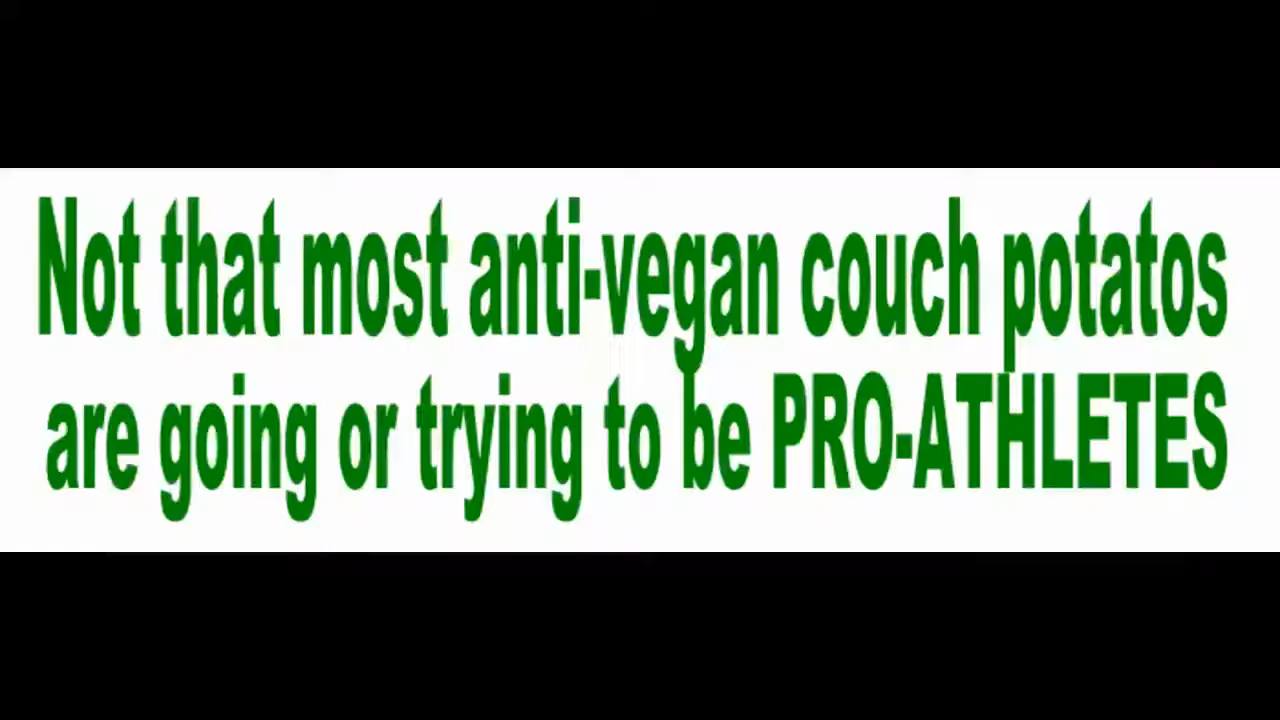 Not that most anti-vegan couch potatos
are going or trying to be PRO-ATHLETES